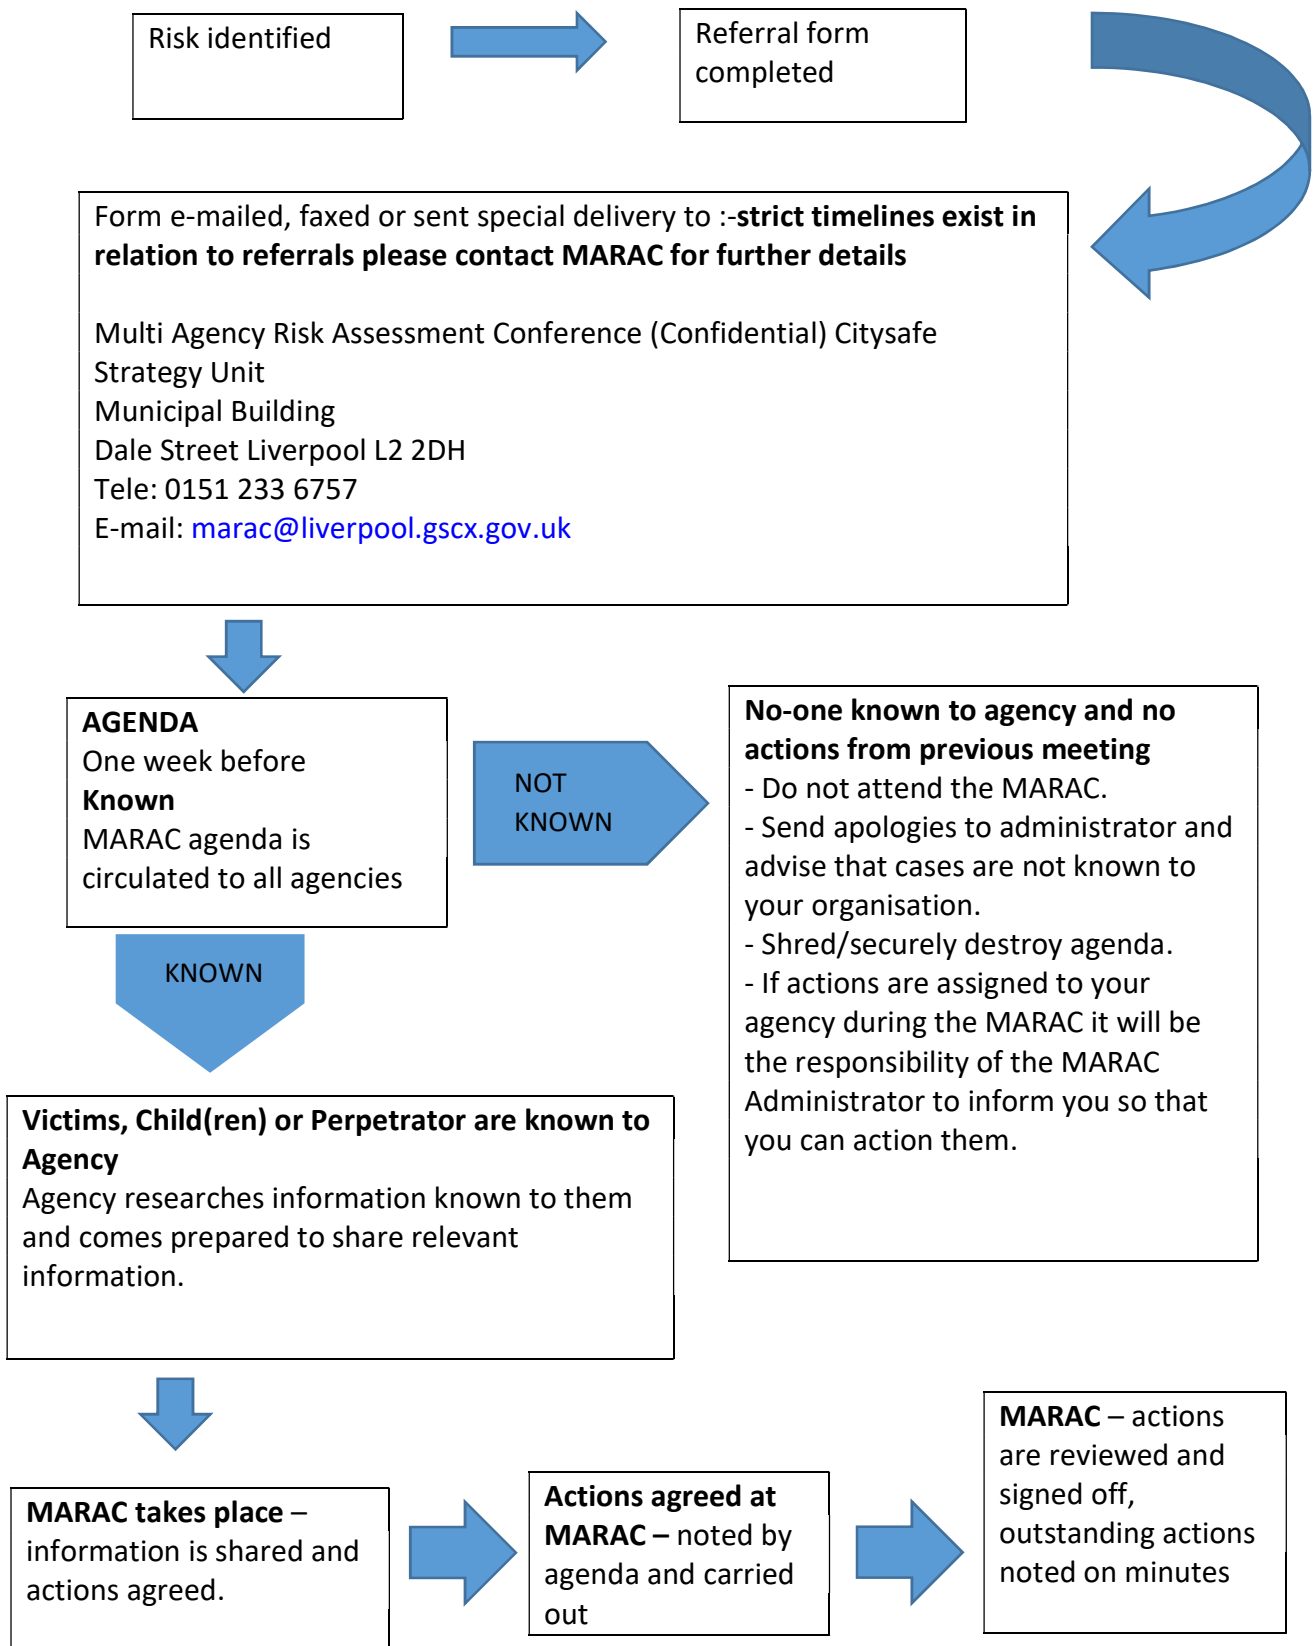 Risk identified
Referral form
completed
Form e-mailed, faxed or sent special delivery to :-strict timelines exist in
relation to referrals please contact MARAC for further details
Multi Agency Risk Assessment Conference (Confidential) Citysafe
Strategy Unit
Municipal Building
Dale Street Liverpool L2 2DH
Tele: 0151 233 6757
E-mail: marac@liverpool.gscx.gov.uk
AGENDA
One week before
Known
MARAC agenda is
circulated to all agencies
NOT
KNOWN
No-one known to agency and no
actions from previous meeting
- Do not attend the MARAC.
- Send apologies to administrator and
advise that cases are not known to
your organisation.
- Shred/securely destroy agenda.
- If actions are assigned to your
agency during the MARAC it will be
the responsibility of the MARAC
Administrator to inform you so that
you can action them.
KNOWN
Victims, Child(ren) or Perpetrator are known to
Agency
Agency researches information known to them
and comes prepared to share relevant
information.
MARAC takes place –
information is shared and
actions agreed.
Actions agreed at
MARAC – noted by
agenda and carried
out
MARAC – actions
are reviewed and
signed off,
outstanding actions
noted on minutes